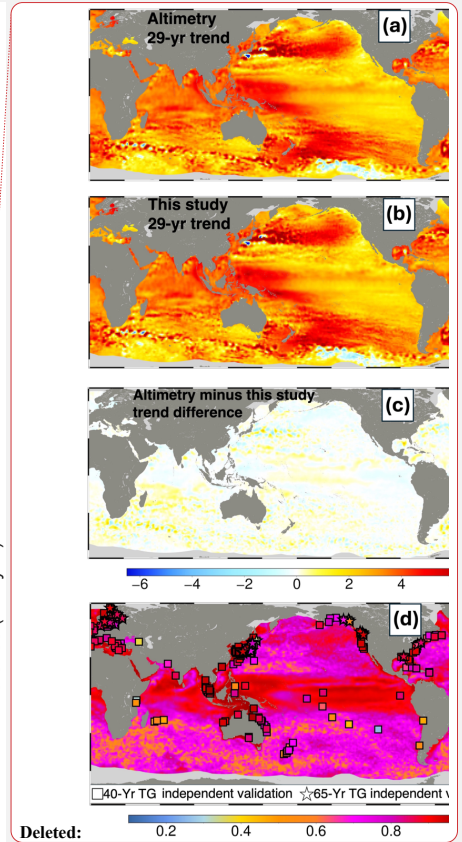 Altimetry
29-yr trend
(a)
This study
29-yr trend
(b)
Altimetry minus this study
trend difference
(c)
−6 −4 −2 0 2 4
(d)
□40-Yr TG independent validation ☆65-Yr TG independent
Deleted:
0.2 0.4 0.6 0.8